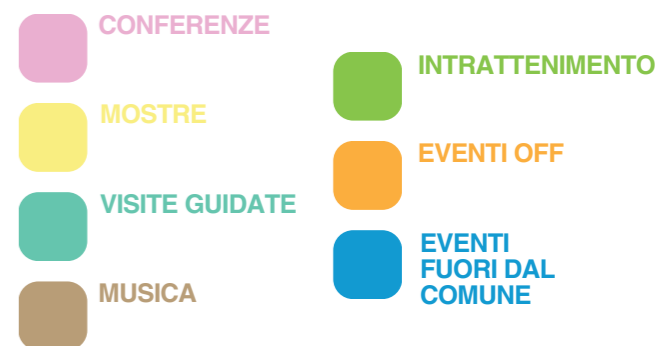 CONFERENZE
MOSTRE
VISITE GUIDATE
MUSICA
INTRATTENIMENTO
EVENTI OFF
EVENTI
FUORI DAL
COMUNE